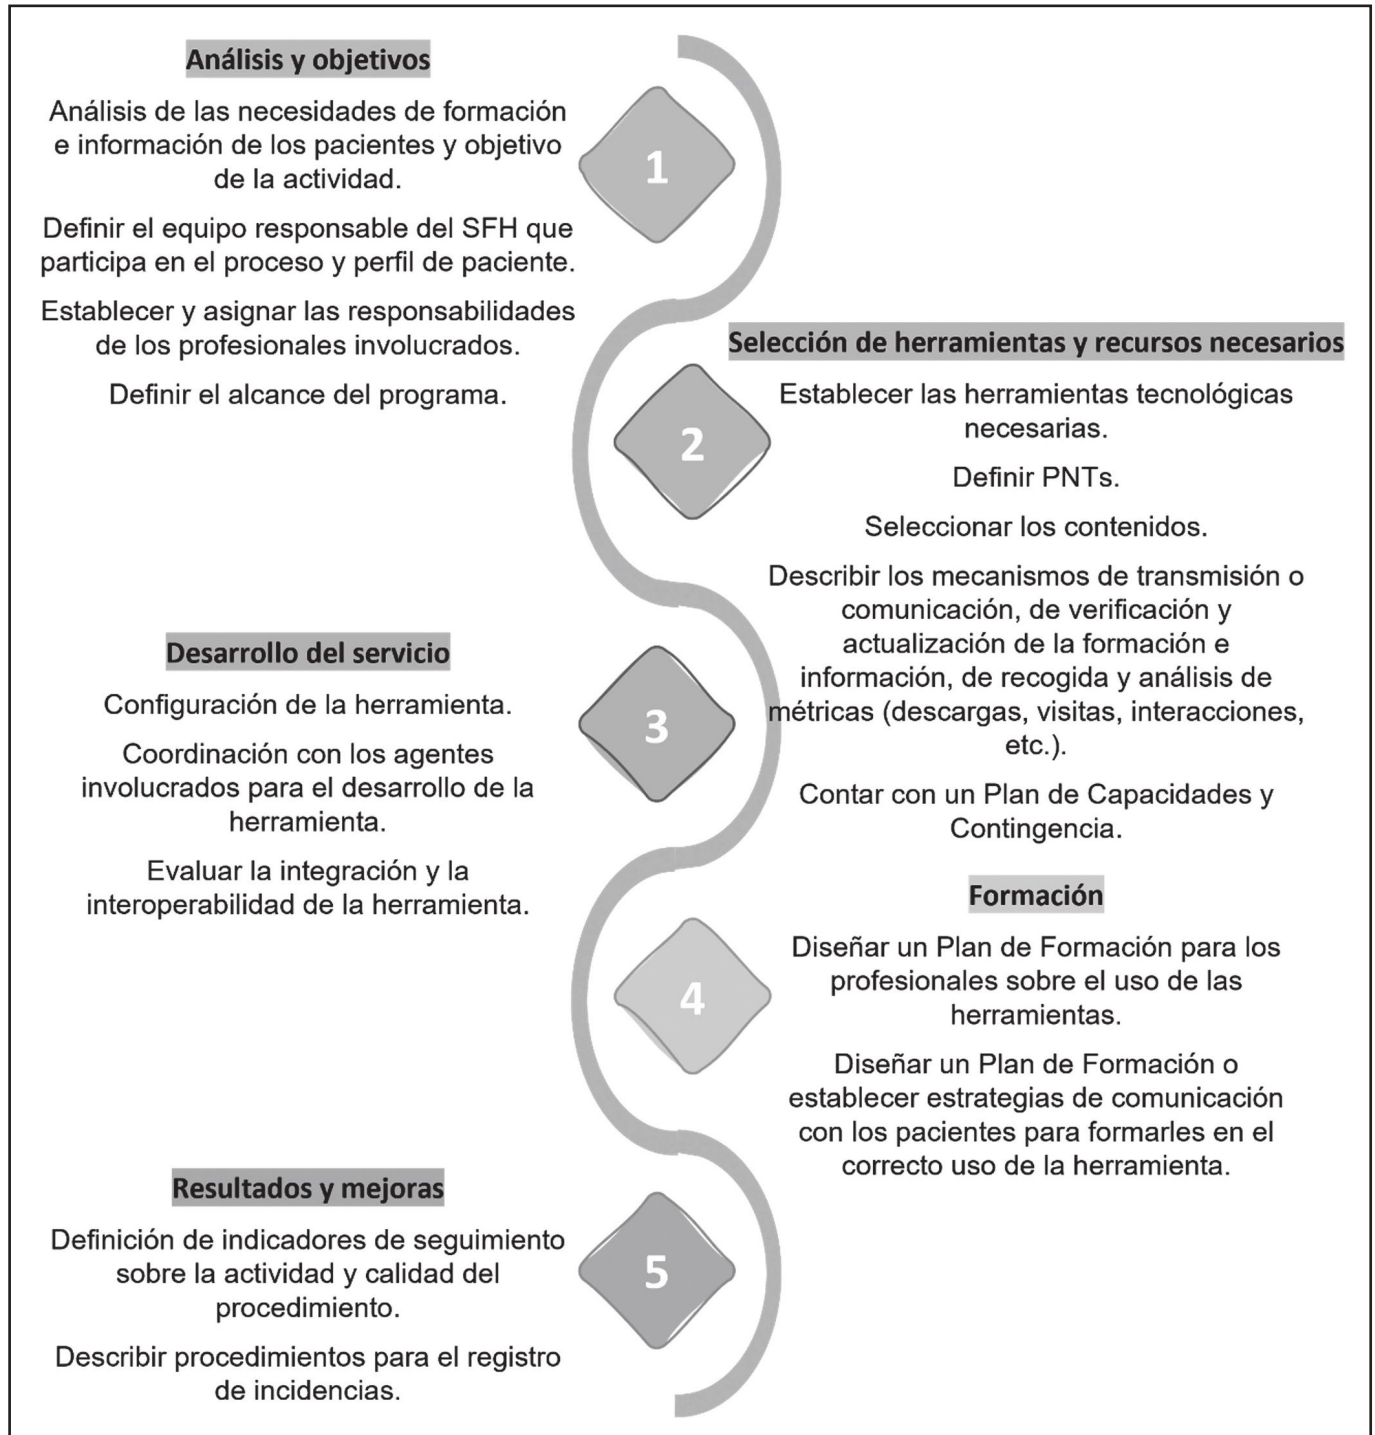 Análisis y objetivos
Análisis de las necesidades de formación
e información de los pacientes y objetivo
de la actividad.
Definir el equipo responsable del SFH que
participa en el proceso y perfil de paciente.
Establecer y asignar las responsabilidades
de los profesionales involucrados.
Definir el alcance del programa.
1
Selección de herramientas y recursos necesarios
Establecer las herramientas tecnológicas
necesarias.
Definir PNTs.
Seleccionar los contenidos.
Describir los mecanismos de transmisión o
comunicación, de verificación y
actualización de la formación e
información, de recogida y análisis de
métricas (descargas, visitas, interacciones,
etc.).
Contar con un Plan de Capacidades y
Contingencia.
2
Desarrollo del servicio
Configuración de la herramienta.
Coordinación con los agentes
involucrados para el desarrollo de la
herramienta.
Evaluar la integración y la
interoperabilidad de la herramienta.
3
Formación
Diseñar un Plan de Formación para los
profesionales sobre el uso de las
herramientas.
Diseñar un Plan de Formación o
establecer estrategias de comunicación
con los pacientes para formarles en el
correcto uso de la herramienta.
4
Resultados y mejoras
Definición de indicadores de seguimiento
sobre la actividad y calidad del
procedimiento.
Describir procedimientos para el registro
de incidencias.
5